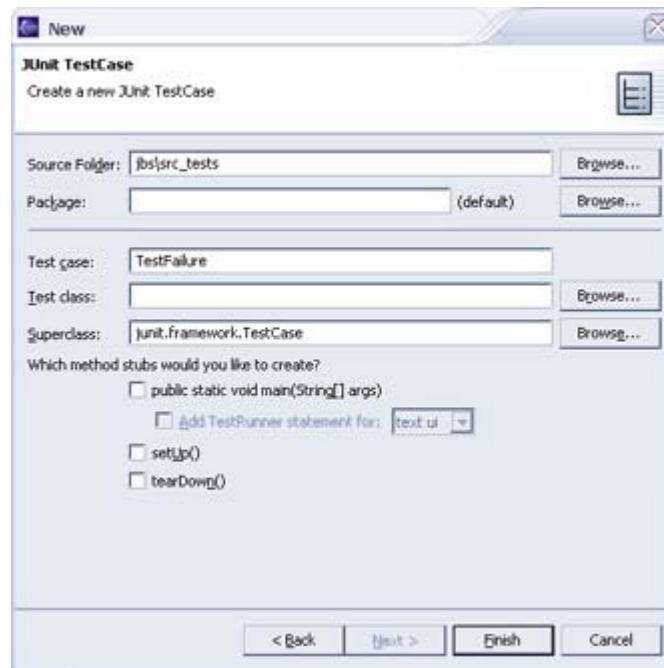 New
JUnit TestCase
Create a new JUnit TestCase
Source Folder: jbs\src_tests Browse...
Package: (default) Browse...
Test case: TestFailure
Test class: Browse...
Superclass: junit.framework.TestCase Browse...
Which method stubs would you like to create?
public static void main(String[] args)
Add TestRunner statement for: text ui
setUp()
tearDown()
< Back Next > Finish Cancel